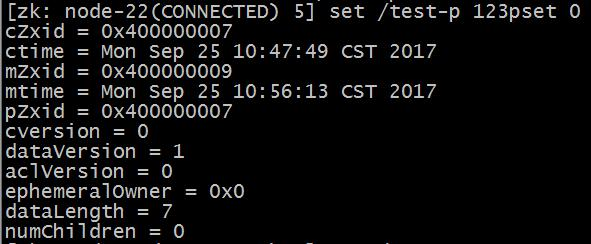 [zk: node-22(CONNECTED) 5] set /test-p 123pset 0
cZxid = 0x400000007
ctime = Mon Sep 25 10:47:49 CST 2017
mZxid = 0x400000009
mtime = Mon Sep 25 10:56:13 CST 2017
pZxid = 0x400000007
cversion = 0
dataVersion = 1
aclVersion = 0
ephemeralOwner = 0x0
dataLength = 7
numChildren = 0